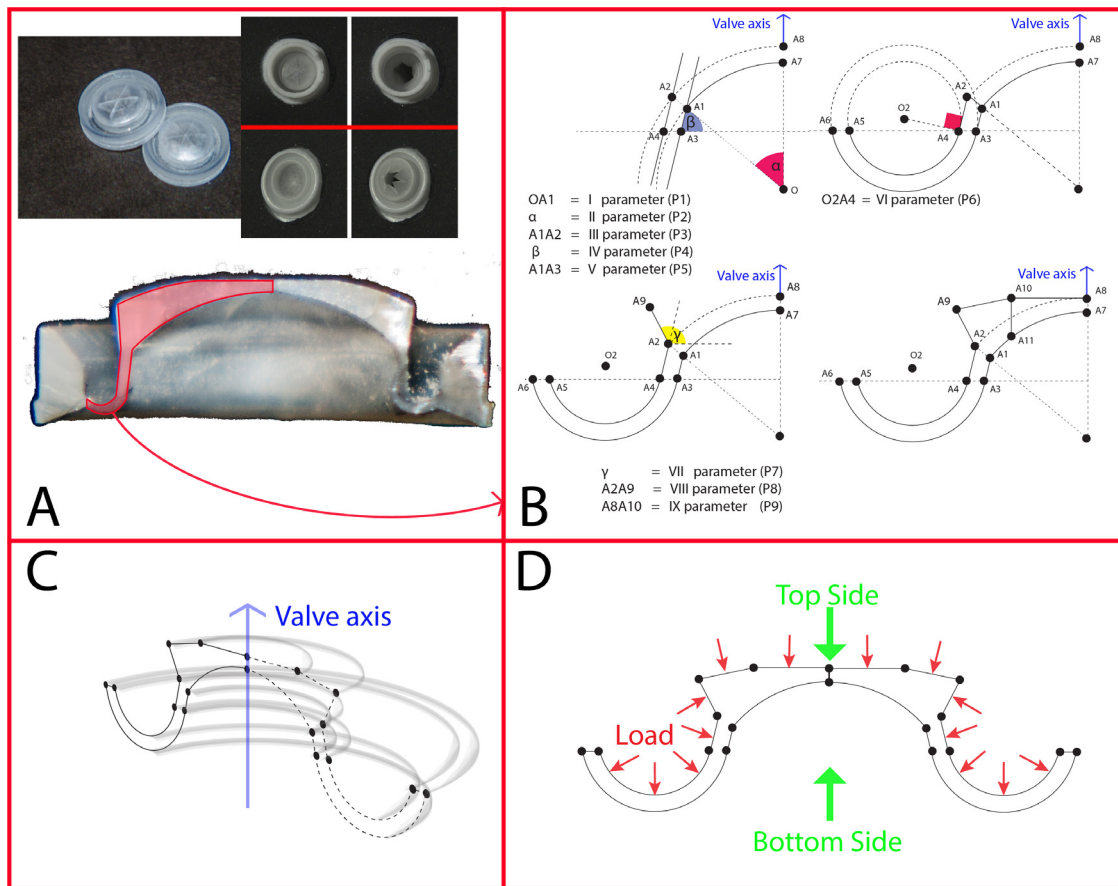 A
B
Valve axis
A8
A7
A2
A1
β
A4
A3
α
O
OA1 = I parameter (P1)
α = II parameter (P2)
A1A2 = III parameter (P3)
β = IV parameter (P4)
A1A3 = V parameter (P5)
Valve axis
A8
A7
A2
A1
O2
A6
A5
A4
A3
O2A4 = VI parameter (P6)
Valve axis
A9
A8
A7
γ
A2
A1
O2
A6
A5
A4
A3
γ = VII parameter (P7)
A2A9 = VIII parameter (P8)
A8A10 = IX parameter (P9)
Valve axis
A10
A8
A9
A7
A2
A11
A1
O2
A6
A5
A4
A3
C
Valve axis
D
Top Side
Load
Bottom Side